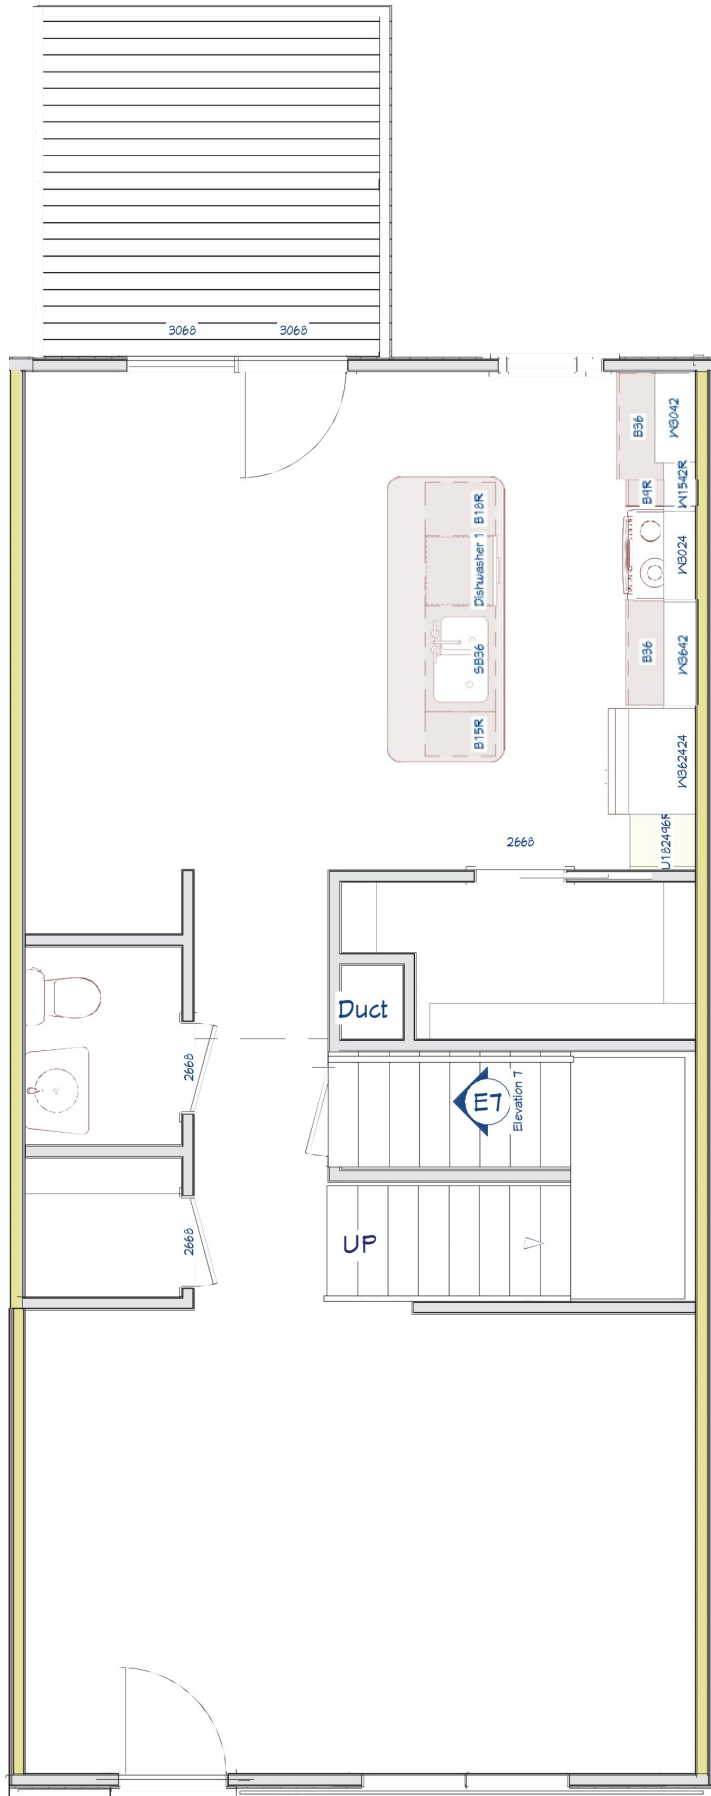 3068
3068
B36
W3042
B9R
W1542R
B18R
Dishwasher 1
W3024
SB36
B36
W3642
B15R
W362424
U182496R
2668
Duct
2668
E7
Elevation 7
2668
UP